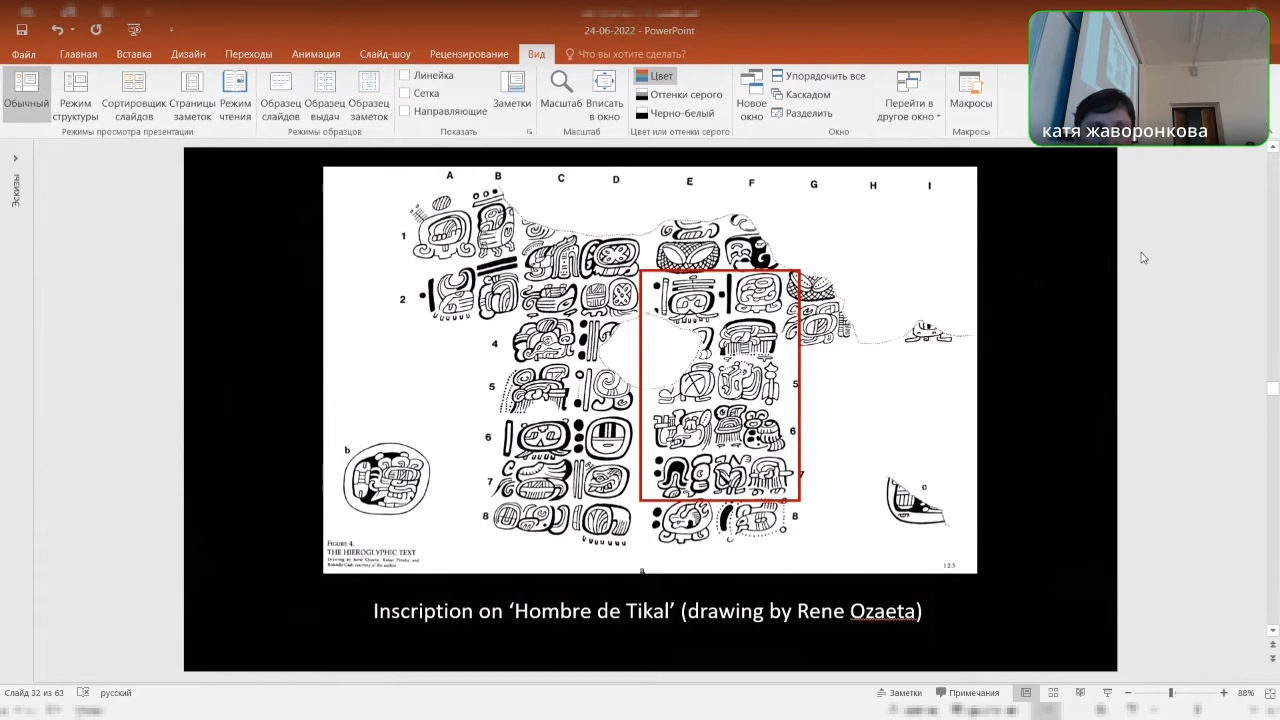 24-06-2022 - PowerPoint
Файл Главная Вставка Дизайн Переходы Анимация Слайд-шоу Рецензирование Вид Что вы хотите сделать?
Обычный
Режим структуры
Сортировщик слайдов
Страницы заметок
Режим чтения
Режимы просмотра презентации
Образец слайдов
Образец выдач
Образец заметок
Режимы образцов
Линейка
Сетка
Направляющие
Показать
Заметки
Масштаб
Вписать в окно
Масштаб
Цвет
Оттенки серого
Черно-белый
Цвет или оттенки серого
Новое окно
Упорядочить все
Каскадом
Разделить
Перейти в другое окно
Окно
Макросы
Макросы
катя жаворонкова
Эскизы
A B C D E F G H I
1
2
4
5 5
6 6
7 7
8 8
b
c
a
FIGURE 4.
THE HIEROGLYPHIC TEXT
Inscription on ‘Hombre de Tikal’ (drawing by Rene Ozaeta)
Слайд 32 из 63 русский Заметки Примечания 88%